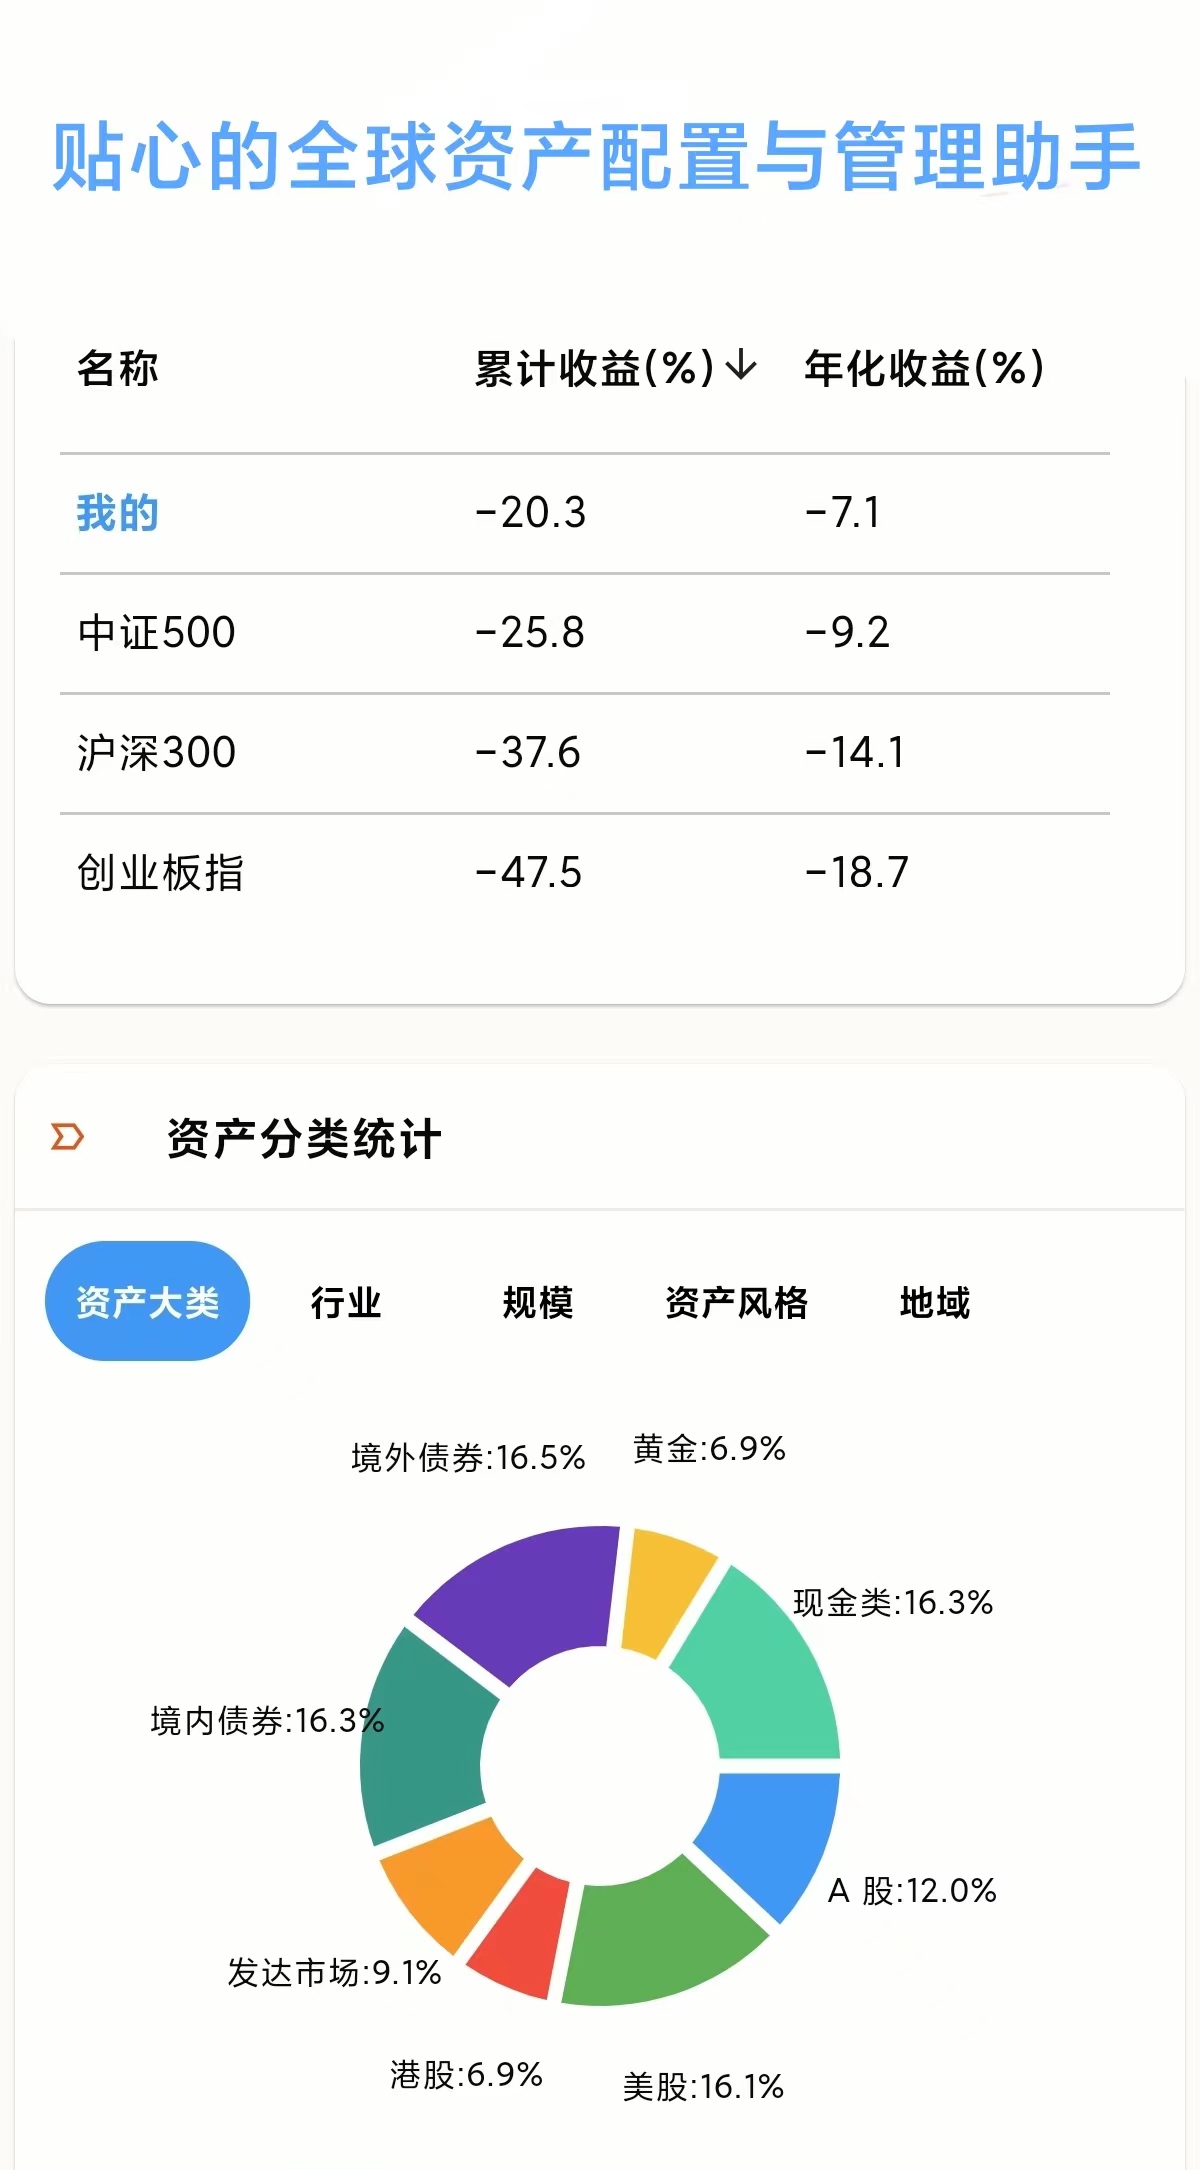 贴心的全球资产配置与管理助手
名称 累计收益(%)↓ 年化收益(%)
我的 -20.3 -7.1
中证500 -25.8 -9.2
沪深300 -37.6 -14.1
创业板指 -47.5 -18.7
资产分类统计
资产大类 行业 规模 资产风格 地域
境外债券:16.5% 黄金:6.9%
现金类:16.3%
境内债券:16.3%
A 股:12.0%
发达市场:9.1%
港股:6.9% 美股:16.1%